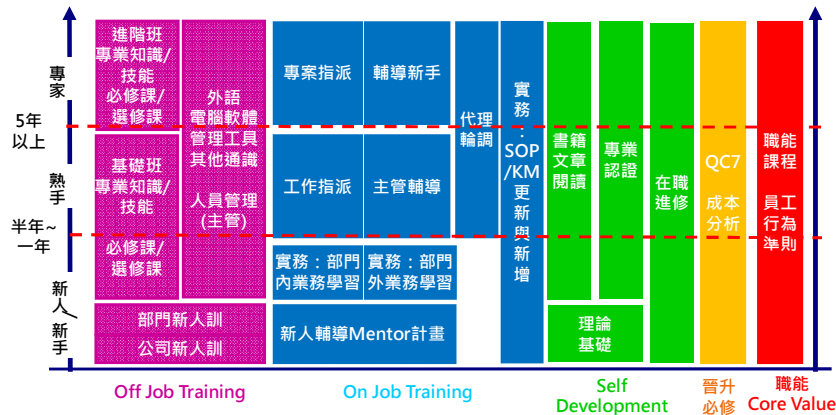 專家
5年
以上
熟手
半年~
一年
新人/
新手
進階班
專業知識/
技能
必修課/
選修課
基礎班
專業知識/
技能
必修課/
選修課
外語
電腦軟體
管理工具
其他通識
人員管理
(主管)
部門新人訓
公司新人訓
專案指派
輔導新手
工作指派
主管輔導
實務：部門
內業務學習
實務：部門
外業務學習
新人輔導Mentor計畫
代理
輪調
實務：
SOP
/KM
更新與新增
書籍
文章
閱讀
專業
認證
理論
基礎
在職
進修
QC7
成本
分析
職能
課程
員工
行為
準則
Off Job Training
On Job Training
Self
Development
晉升
必修
職能
Core Value